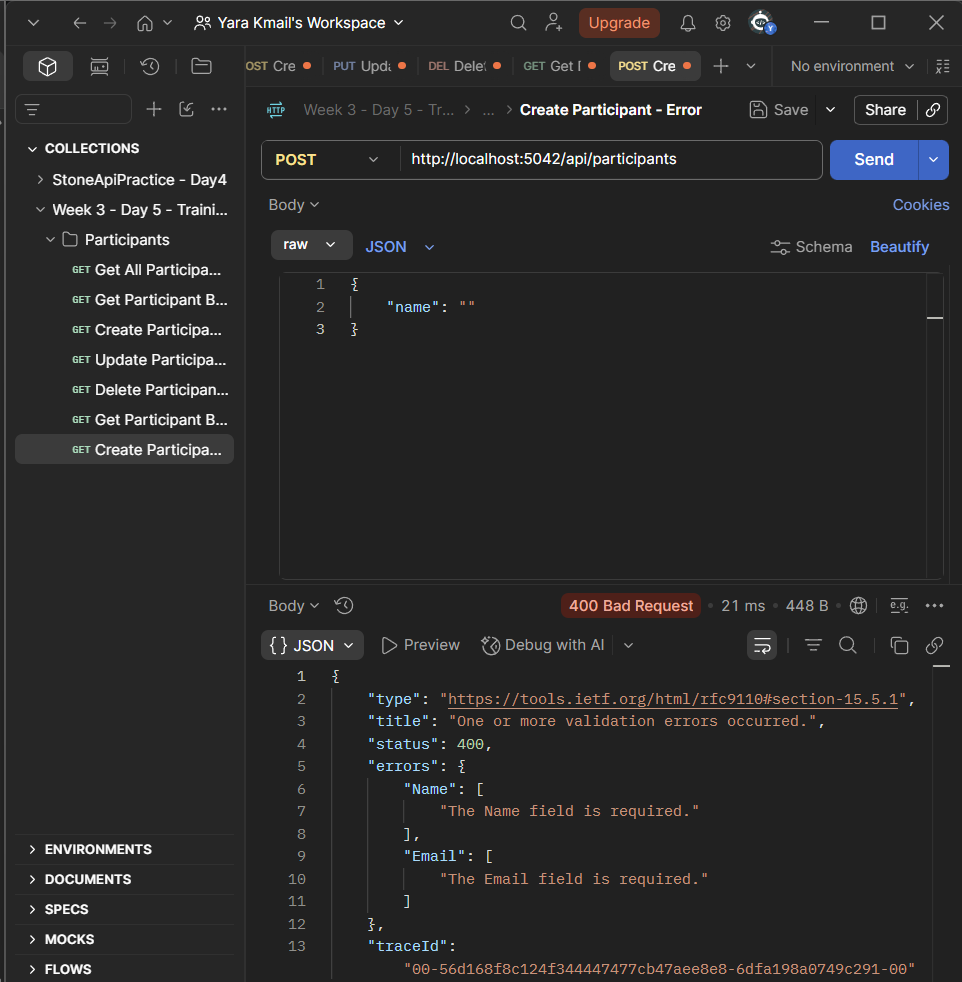 Yara Kmail's Workspace
Upgrade
Y
OST Cre
PUT Upda
DEL Dele
GET Get
POST Cre
No environment
HTTP
Week 3 - Day 5 - Tr...
...
Create Participant - Error
Save
Share
COLLECTIONS
StoneApiPractice - Day4
Week 3 - Day 5 - Traini...
Participants
GET Get All Participa...
GET Get Participant B...
GET Create Participa...
GET Update Participa...
GET Delete Participan...
GET Get Participant B...
GET Create Participa...
ENVIRONMENTS
DOCUMENTS
SPECS
MOCKS
FLOWS
POST
http://localhost:5042/api/participants
Send
Body
Cookies
raw
JSON
Schema
Beautify
1 {
2 "name": ""
3 }
Body
400 Bad Request
21 ms
448 B
e.g.
{} JSON
Preview
Debug with AI
1 {
2 "type": "https://tools.ietf.org/html/rfc9110#section-15.5.1",
3 "title": "One or more validation errors occurred.",
4 "status": 400,
5 "errors": {
6 "Name": [
7 "The Name field is required."
8 ],
9 "Email": [
10 "The Email field is required."
11 ]
12 },
13 "traceId":
"00-56d168f8c124f344447477cb47aee8e8-6dfa198a0749c291-00"